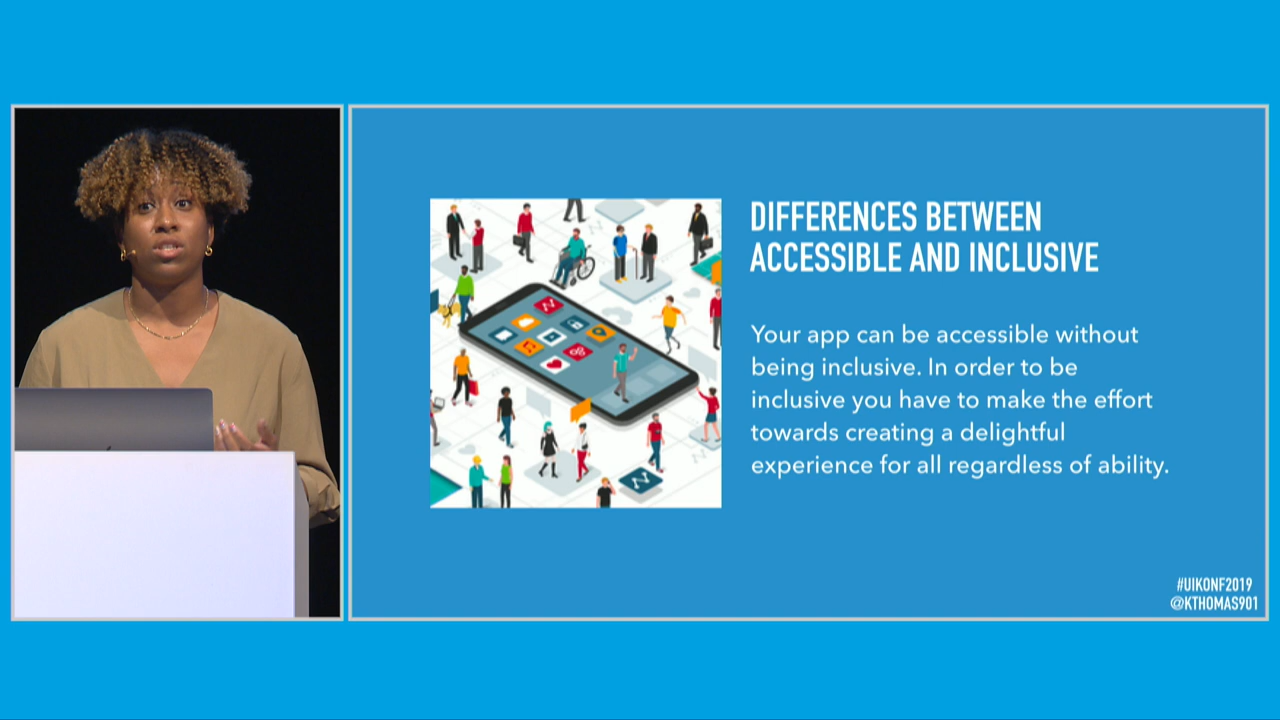 DIFFERENCES BETWEEN
ACCESSIBLE AND INCLUSIVE
Your app can be accessible without
being inclusive. In order to be
inclusive you have to make the effort
towards creating a delightful
experience for all regardless of ability.
#UIKONF2019
@KTHOMAS901